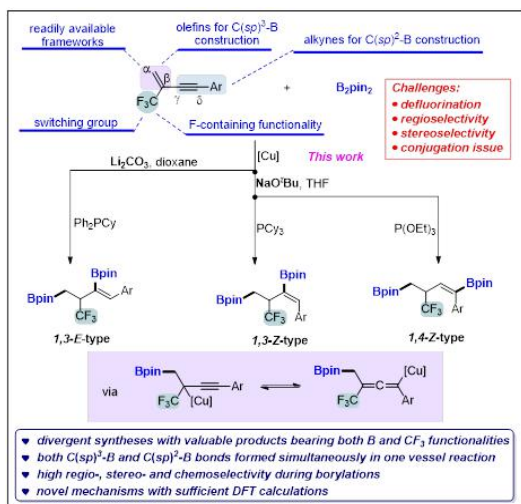 readily available
frameworks
olefins for C(sp)³-B
construction
alkynes for C(sp)²-B construction
α
β
γ
δ
Ar
F₃C
+
B₂pin₂
Challenges:
• defluorination
• regioselectivity
• stereoselectivity
• conjugation issue
switching group
F-containing functionality
Li₂CO₃, dioxane
[Cu]
This work
NaOᵗBu, THF
Ph₂PCy
PCy₃
P(OEt)₃
Bpin
Bpin
Ar
CF₃
1,3-E-type
Bpin
Bpin
CF₃
Ar
1,3-Z-type
Bpin
Bpin
CF₃
Ar
1,4-Z-type
via
Bpin
Ar
F₃C
[Cu]
Bpin
[Cu]
F₃C
Ar
♥ divergent syntheses with valuable products bearing both B and CF₃ functionalities
♥ both C(sp)³-B and C(sp)²-B bonds formed simultaneously in one vessel reaction
♥ high regio-, stereo- and chemoselectivity during borylations
♥ novel mechanisms with sufficient DFT calculations